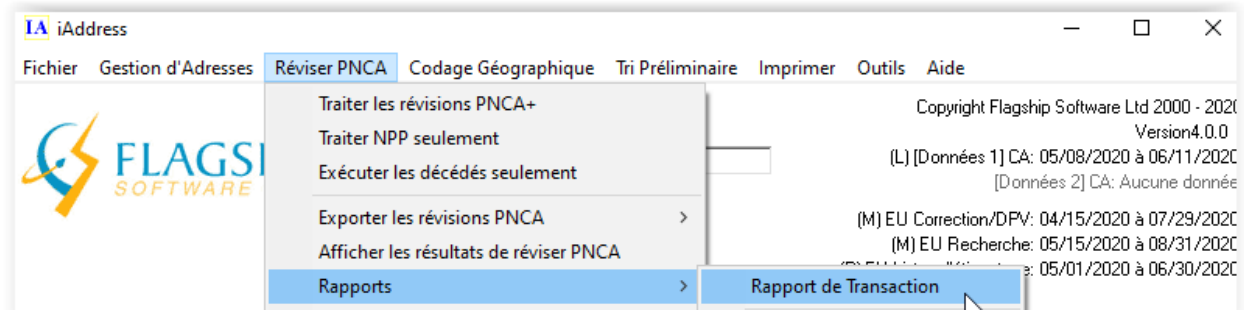 IA iAddress
Fichier Gestion d'Adresses Réviser PNCA Codage Géographique Tri Préliminaire Imprimer Outils Aide
Traiter les révisions PNCA+
Traiter NPP seulement
Exécuter les décédés seulement
Exporter les révisions PNCA
Afficher les résultats de réviser PNCA
Rapports
Rapport de Transaction
FLAGS
SOFTWARE
Copyright Flagship Software Ltd 2000 - 2020
Version4.0.0
(L) [Données 1] CA: 05/08/2020 à 06/11/2020
[Données 2] CA: Aucune donnée
(M) EU Correction/DPV: 04/15/2020 à 07/29/2020
(M) EU Recherche: 05/15/2020 à 08/31/2020
05/01/2020 à 06/30/2020